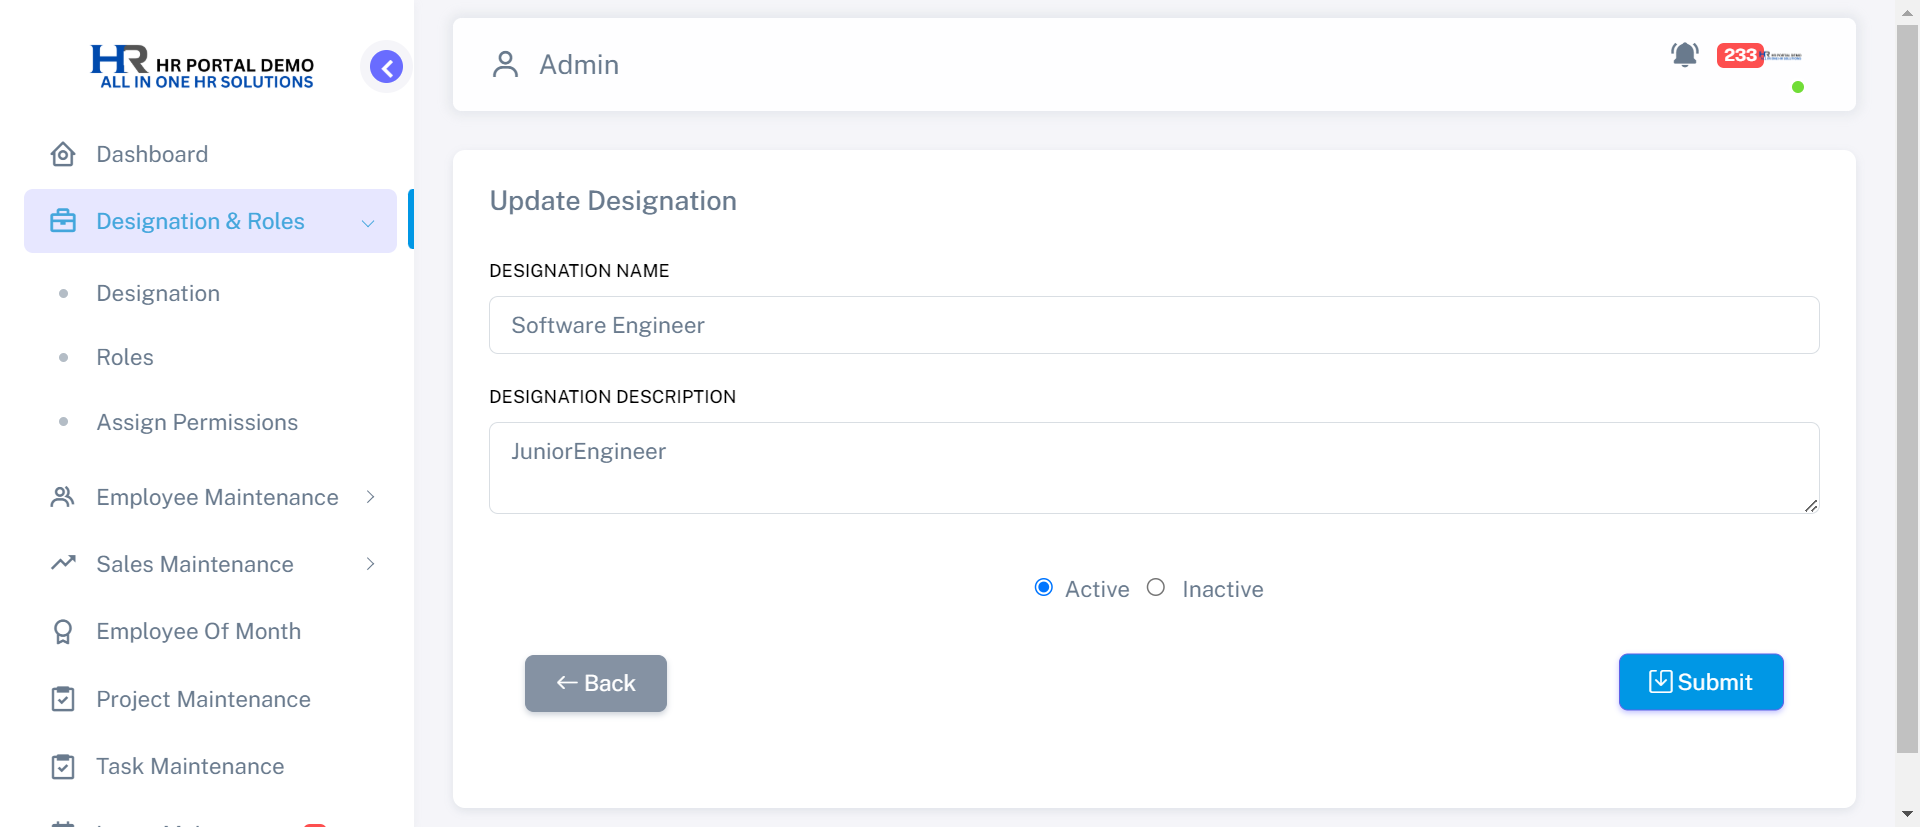 HR HR PORTAL DEMO
ALL IN ONE HR SOLUTIONS
Dashboard
Designation & Roles
Designation
Roles
Assign Permissions
Employee Maintenance
Sales Maintenance
Employee Of Month
Project Maintenance
Task Maintenance
Admin
233
Update Designation
DESIGNATION NAME
Software Engineer
DESIGNATION DESCRIPTION
JuniorEngineer
Active Inactive
Back
Submit